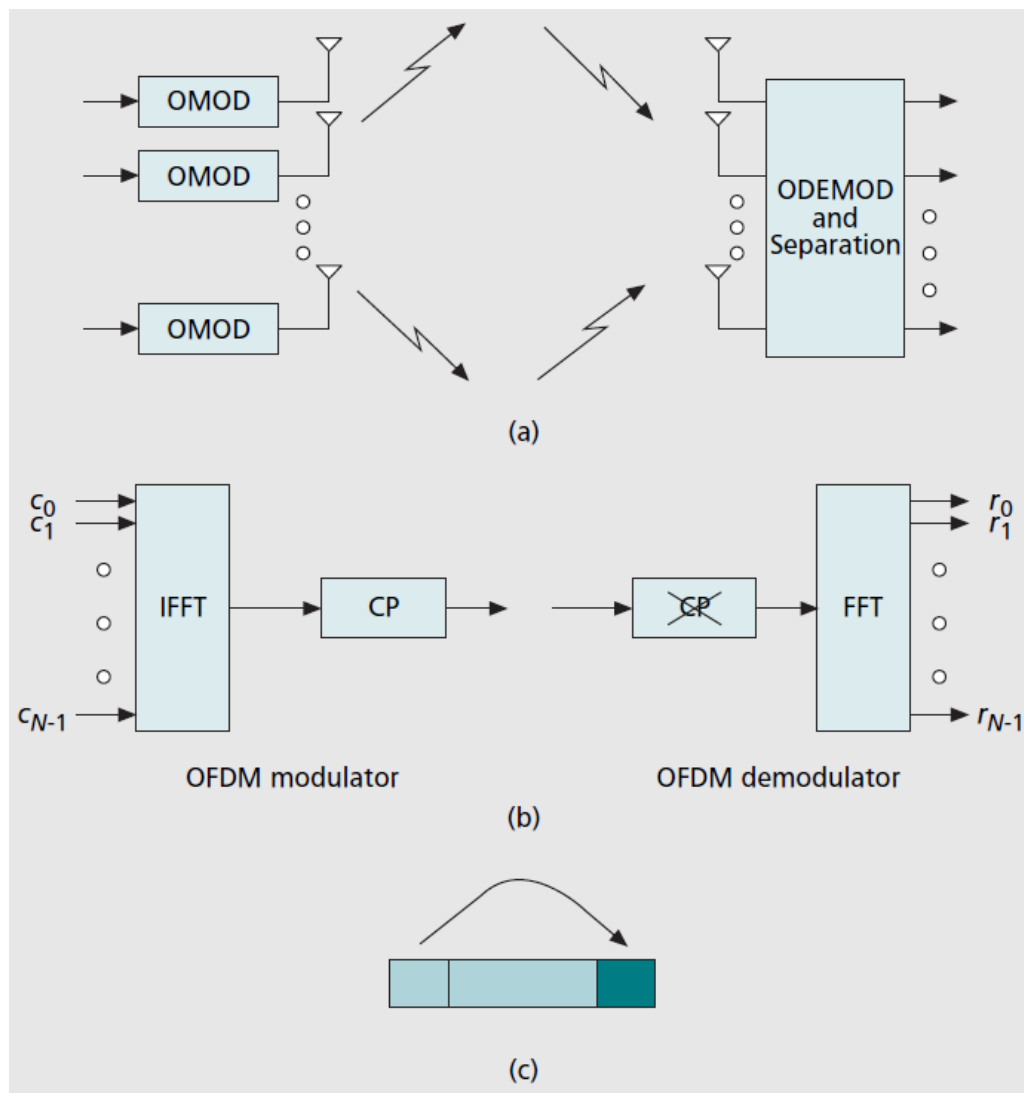 OMOD
OMOD
ODEMOD
and
Separation
OMOD
(a)
c0
r0
c1
r1
IFFT
CP
CP
FFT
cN-1
rN-1
OFDM modulator
OFDM demodulator
(b)
(c)